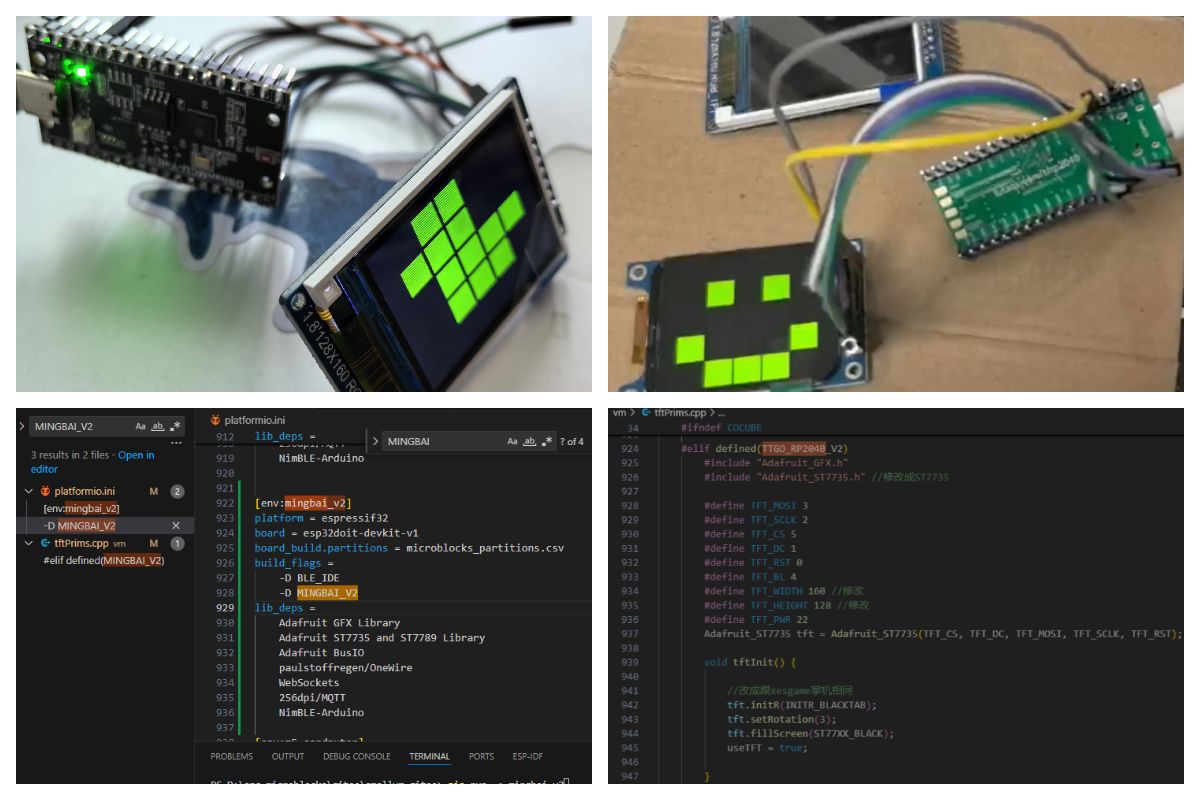 DshanMCU
1.8'128X160 R
1.8'128X160 RGB_TFT
MINGBAI_V2
Aa ab .*
3 results in 2 files - Open in
editor
platformio.ini M 2
[env:mingbai_v2]
-D MINGBAI_V2
tftPrims.cpp vm M 1
#elif defined(MINGBAI_V2)
platformio.ini
MINGBAI Aa ab .* ? of 4
912 lib_deps =
918 256dpi/MQTT
919 NimBLE-Arduino
920
921
922 [env:mingbai_v2]
923 platform = espressif32
924 board = esp32doit-devkit-v1
925 board_build.partitions = microblocks_partitions.csv
926 build_flags =
927 -D BLE_IDE
928 -D MINGBAI_V2
929 lib_deps =
930 Adafruit GFX Library
931 Adafruit ST7735 and ST7789 Library
932 Adafruit BusIO
933 paulstoffregen/OneWire
934 WebSockets
935 256dpi/MQTT
936 NimBLE-Arduino
937
PROBLEMS OUTPUT DEBUG CONSOLE TERMINAL PORTS ESP-IDF
vm > tftPrims.cpp > ...
34 #ifndef COCUBE
924 #elif defined(TTGO_RP2040_V2)
925 #include "Adafruit_GFX.h"
926 #include "Adafruit_ST7735.h" //修改成ST7735
927
928 #define TFT_MOSI 3
929 #define TFT_SCLK 2
930 #define TFT_CS 5
931 #define TFT_DC 1
932 #define TFT_RST 0
933 #define TFT_BL 4
934 #define TFT_WIDTH 160 //修改
935 #define TFT_HEIGHT 128 //修改
936 #define TFT_PWR 22
937 Adafruit_ST7735 tft = Adafruit_ST7735(TFT_CS, TFT_DC, TFT_MOSI, TFT_SCLK, TFT_RST);
938
939 void tftInit() {
940
941 //改成跟xesgame掌机相同
942 tft.initR(INITR_BLACKTAB);
943 tft.setRotation(3);
944 tft.fillScreen(ST77XX_BLACK);
945 useTFT = true;
946
947 }